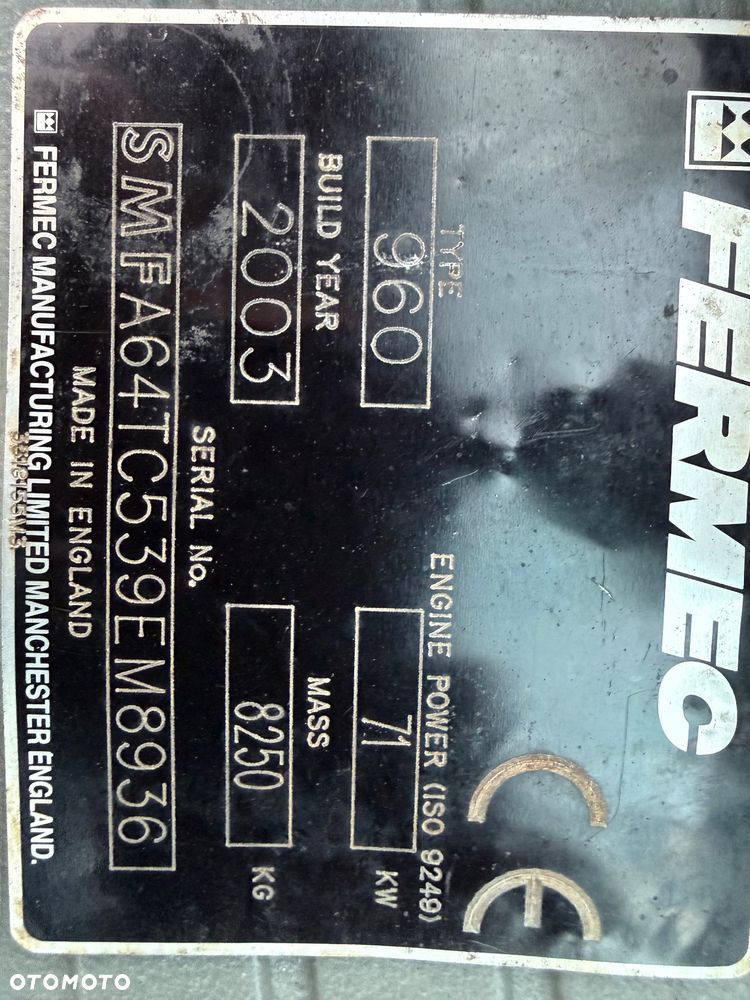 FERMEC
TYPE
960
ENGINE POWER (ISO 9249)
71 KW
BUILD YEAR
2003
MASS
8250 KG
SERIAL No.
SMFA64TC539EM8936
MADE IN ENGLAND
FERMEC MANUFACTURING LIMITED MANCHESTER ENGLAND.
CE
OTOMOTO